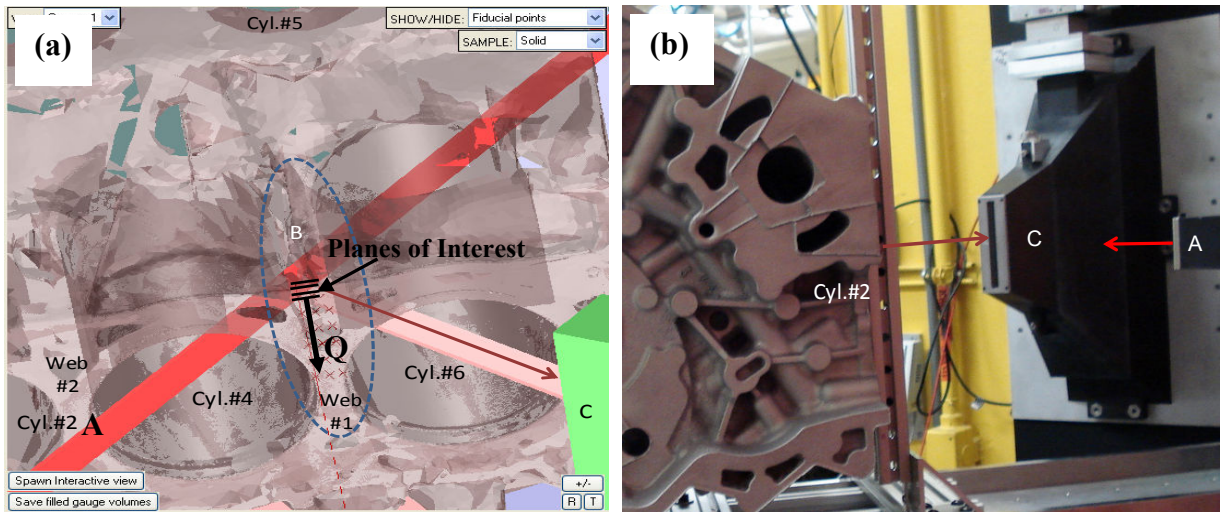 (a)
Cyl.#5
SHOW/HIDE: Fiducial points
SAMPLE: Solid
B
Planes of Interest
Q
Web
#2
Cyl.#2
A
Cyl.#4
Web
#1
Cyl.#6
C
Spawn Interactive view
Save filled gauge volumes
+/-
R T
(b)
C
A
Cyl.#2